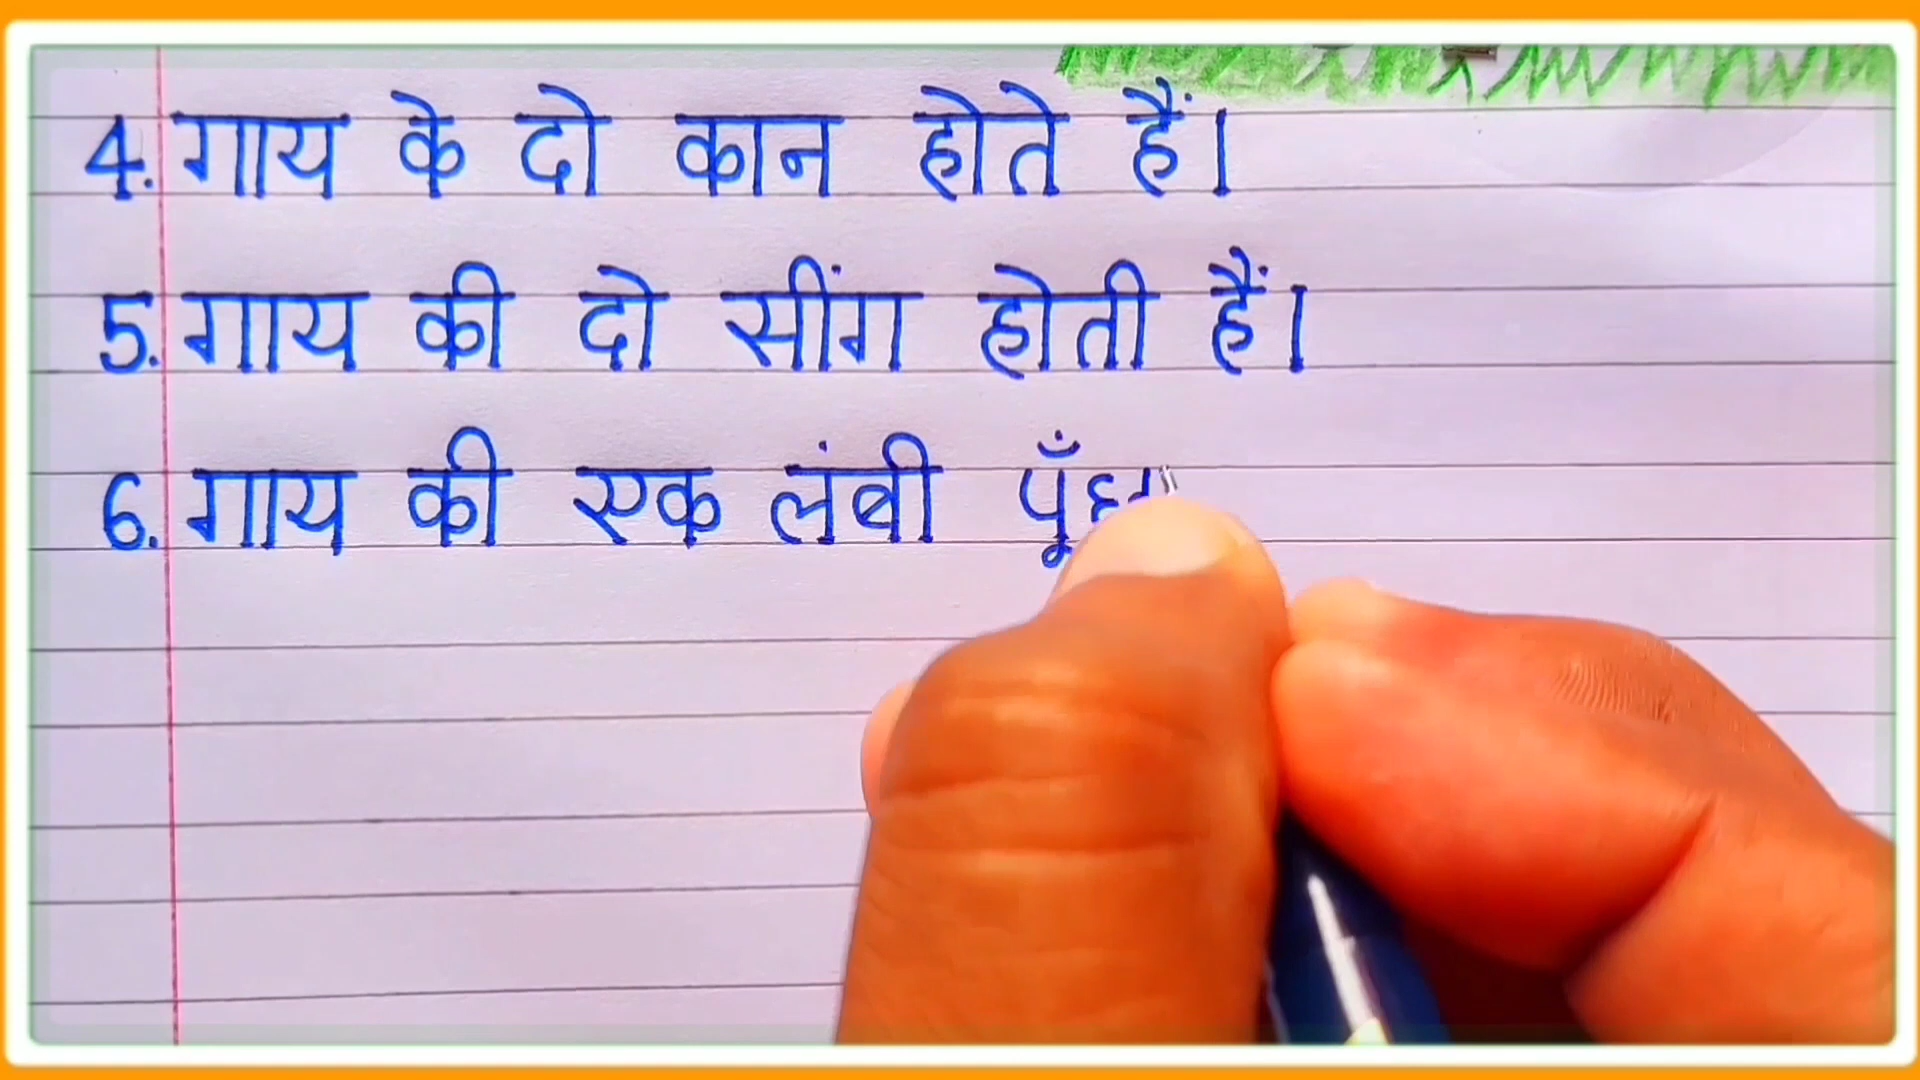 4. गाय के दो कान होते हैं।
5. गाय की दो सींग होती हैं।
6. गाय की एक लंबी